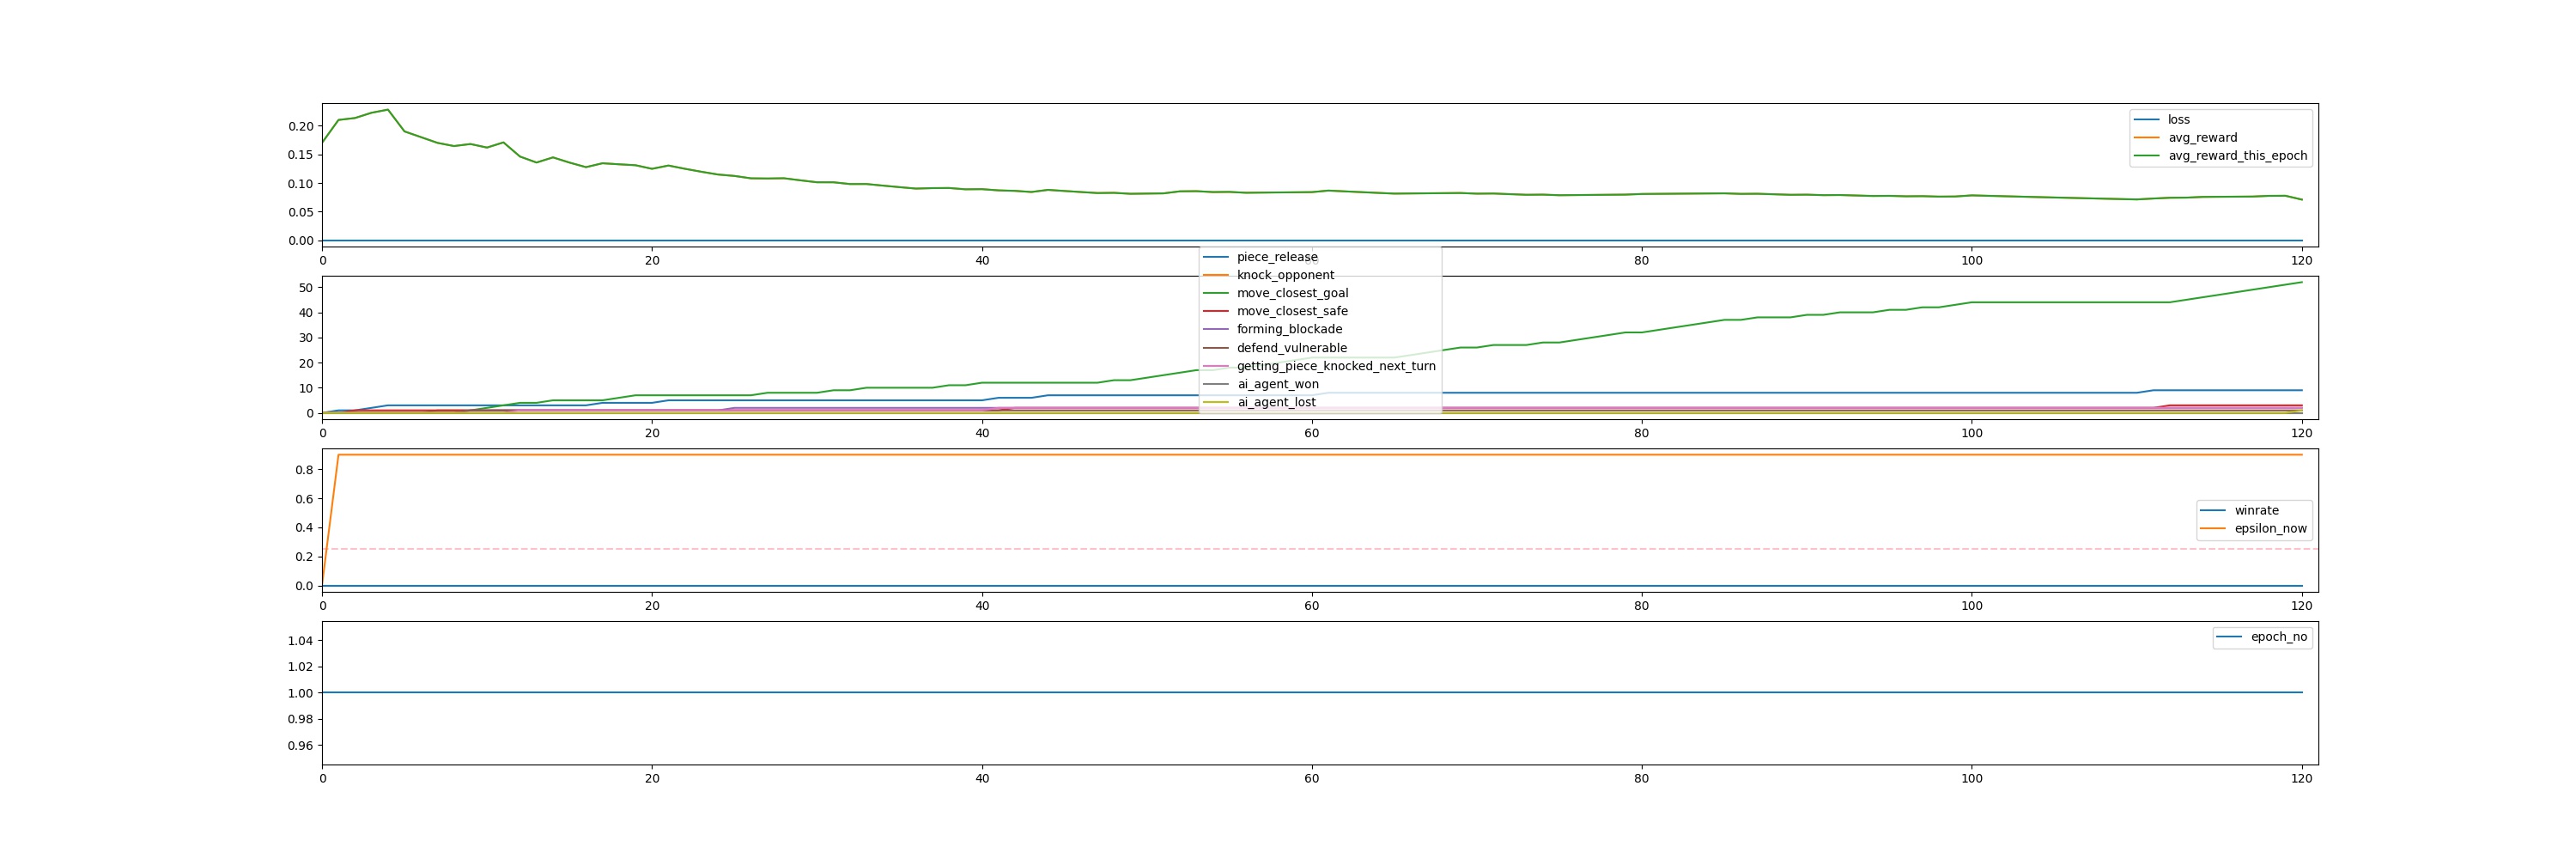 0.20
0.15
0.10
0.05
0.00
loss
avg_reward
avg_reward_this_epoch
0 20 40 60 80 100 120
50
40
30
20
10
0
piece_release
knock_opponent
move_closest_goal
move_closest_safe
forming_blockade
defend_vulnerable
getting_piece_knocked_next_turn
ai_agent_won
ai_agent_lost
0 20 40 60 80 100 120
0.8
0.6
0.4
0.2
0.0
winrate
epsilon_now
0 20 40 60 80 100 120
1.04
1.02
1.00
0.98
0.96
epoch_no
0 20 40 60 80 100 120